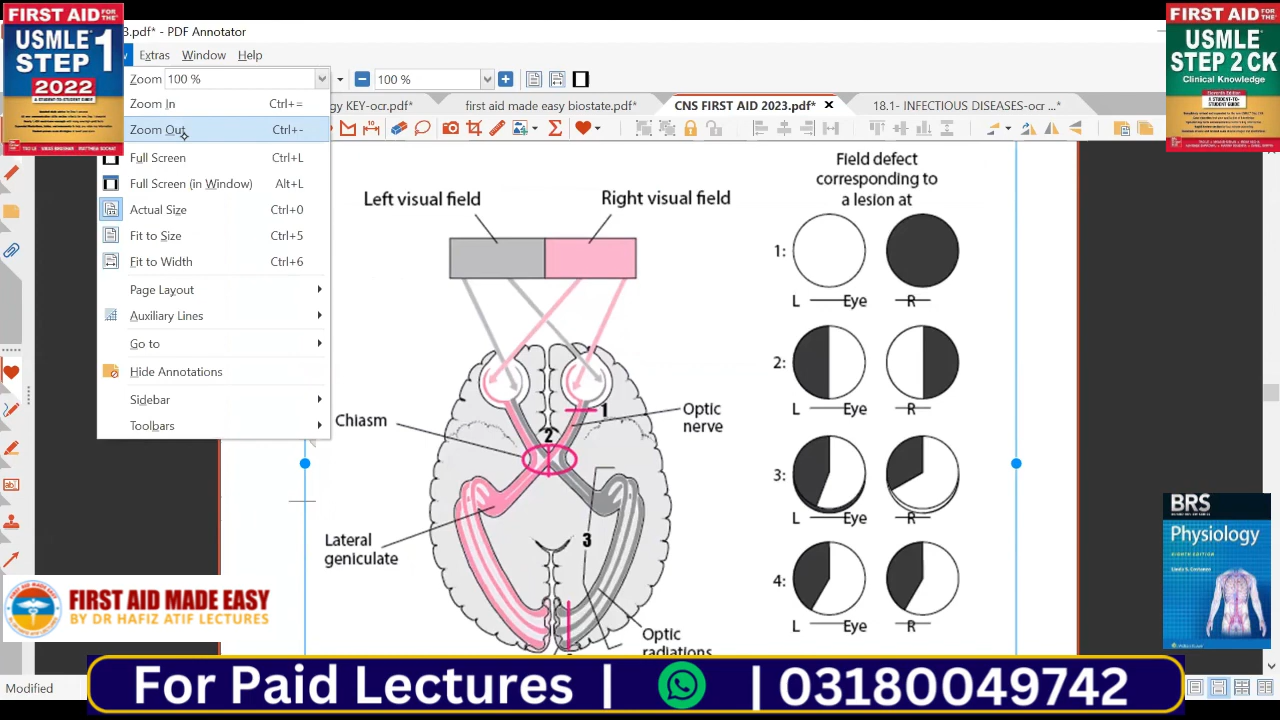 FIRST AID FOR THE
USMLE
STEP 1
2022
3.pdf* - PDF Annotator
Extras Window Help
Zoom 100 %
100 %
Zoom In Ctrl+=
Zoom Out Ctrl+-
Full Screen Ctrl+L
Full Screen (in Window) Alt+L
Actual Size Ctrl+0
Fit to Size Ctrl+5
Fit to Width Ctrl+6
Page Layout
Auxiliary Lines
Go to
Hide Annotations
Sidebar
Toolbars
gy KEY-ocr.pdf*
first aid made easy biostate.pdf*
CNS FIRST AID 2023.pdf*
18.1- INFECTIOUS DISEASES-ocr ...*
FIRST AID FOR THE
USMLE
STEP 2 CK
Clinical Knowledge
Left visual field
Right visual field
Chiasm
1
2
Optic
nerve
3
Lateral
geniculate
Optic
radiations
Field defect
corresponding to
a lesion at
1:
L Eye R
2:
L Eye R
3:
L Eye R
4:
L Eye R
BRS
Physiology
EIGHTH EDITION
Linda S. Costanzo
FIRST AID MADE EASY
BY DR HAFIZ ATIF LECTURES
Modified
For Paid Lectures | | 03180049742